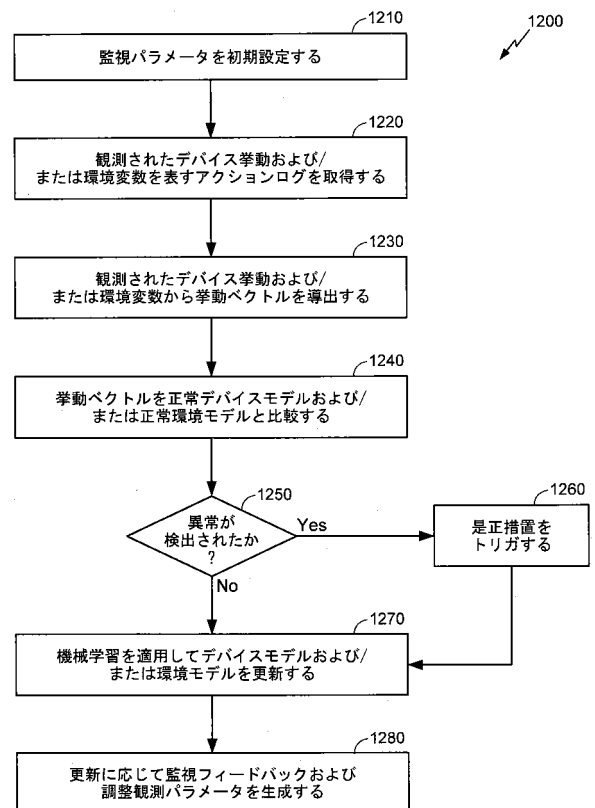 1200
1210
監視パラメータを初期設定する
1220
観測されたデバイス挙動および/
または環境変数を表すアクションログを取得する
1230
観測されたデバイス挙動および/
または環境変数から挙動ベクトルを導出する
1240
挙動ベクトルを正常デバイスモデルおよび/
または正常環境モデルと比較する
1250
異常が
検出されたか
?
Yes
No
1260
是正措置を
トリガする
1270
機械学習を適用してデバイスモデルおよび/
または環境モデルを更新する
1280
更新に応じて監視フィードバックおよび
調整観測パラメータを生成する